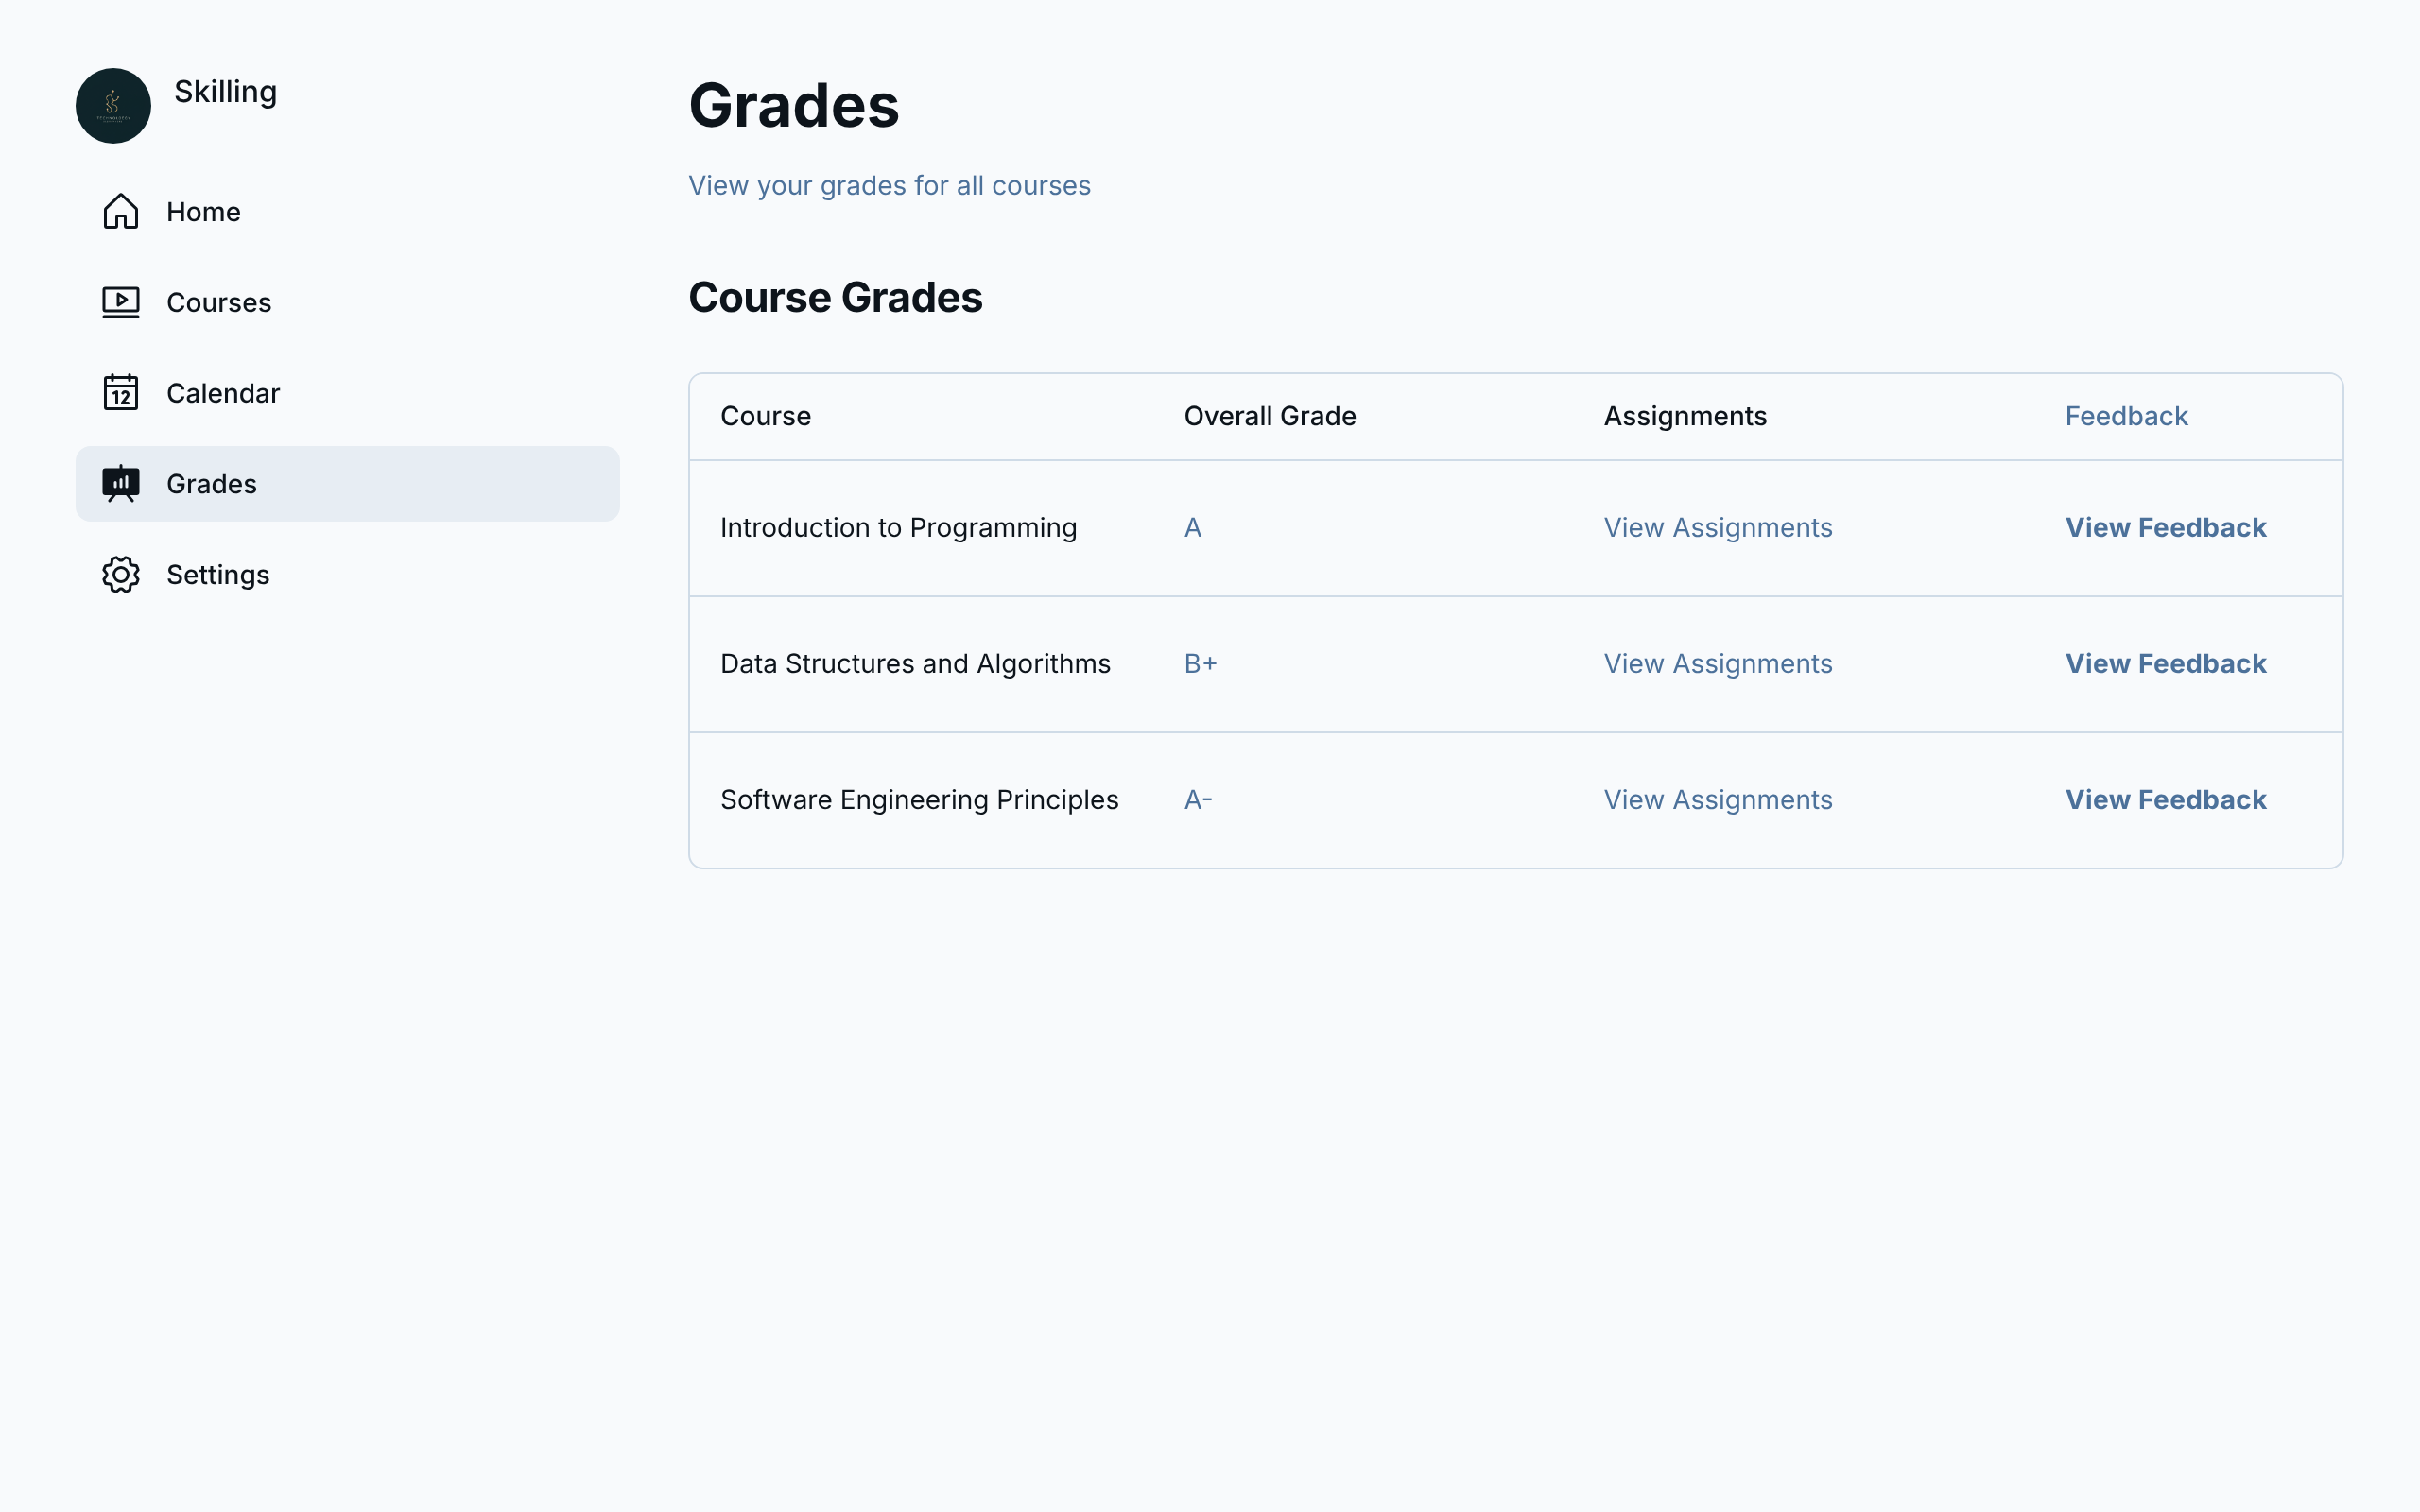 Skilling
Home
Courses
12
Calendar
Grades
Settings
Grades
View your grades for all courses
Course Grades
Course Overall Grade Assignments Feedback
Introduction to Programming A View Assignments View Feedback
Data Structures and Algorithms B+ View Assignments View Feedback
Software Engineering Principles A- View Assignments View Feedback